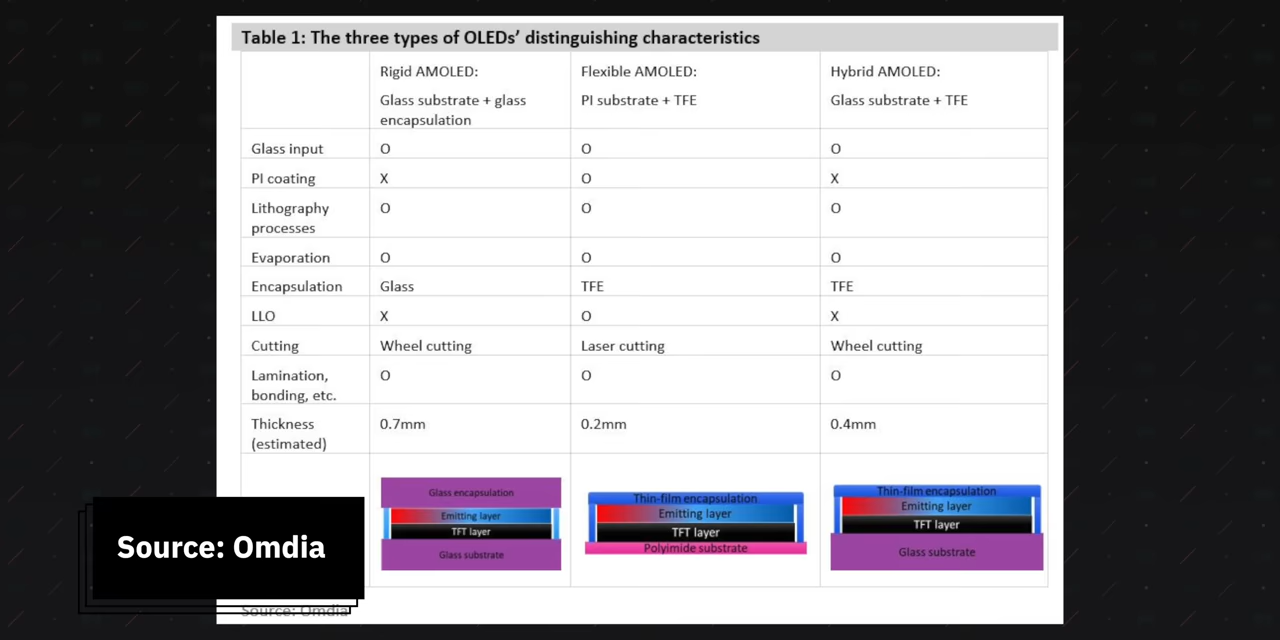 Table 1: The three types of OLEDs' distinguishing characteristics
Rigid AMOLED: Flexible AMOLED: Hybrid AMOLED:
Glass substrate + glass PI substrate + TFE Glass substrate + TFE
encapsulation
Glass input O O O
PI coating X O X
Lithography O O O
processes
Evaporation O O O
Encapsulation Glass TFE TFE
LLO X O X
Cutting Wheel cutting Laser cutting Wheel cutting
Lamination, O O O
bonding, etc.
Thickness 0.7mm 0.2mm 0.4mm
(estimated)
Glass encapsulation
Emitting layer
TFT layer
Glass substrate
Thin-film encapsulation
Emitting layer
TFT layer
Polyimide substrate
Thin-film encapsulation
Emitting layer
TFT layer
Glass substrate
Source: Omdia
Source: Omdia